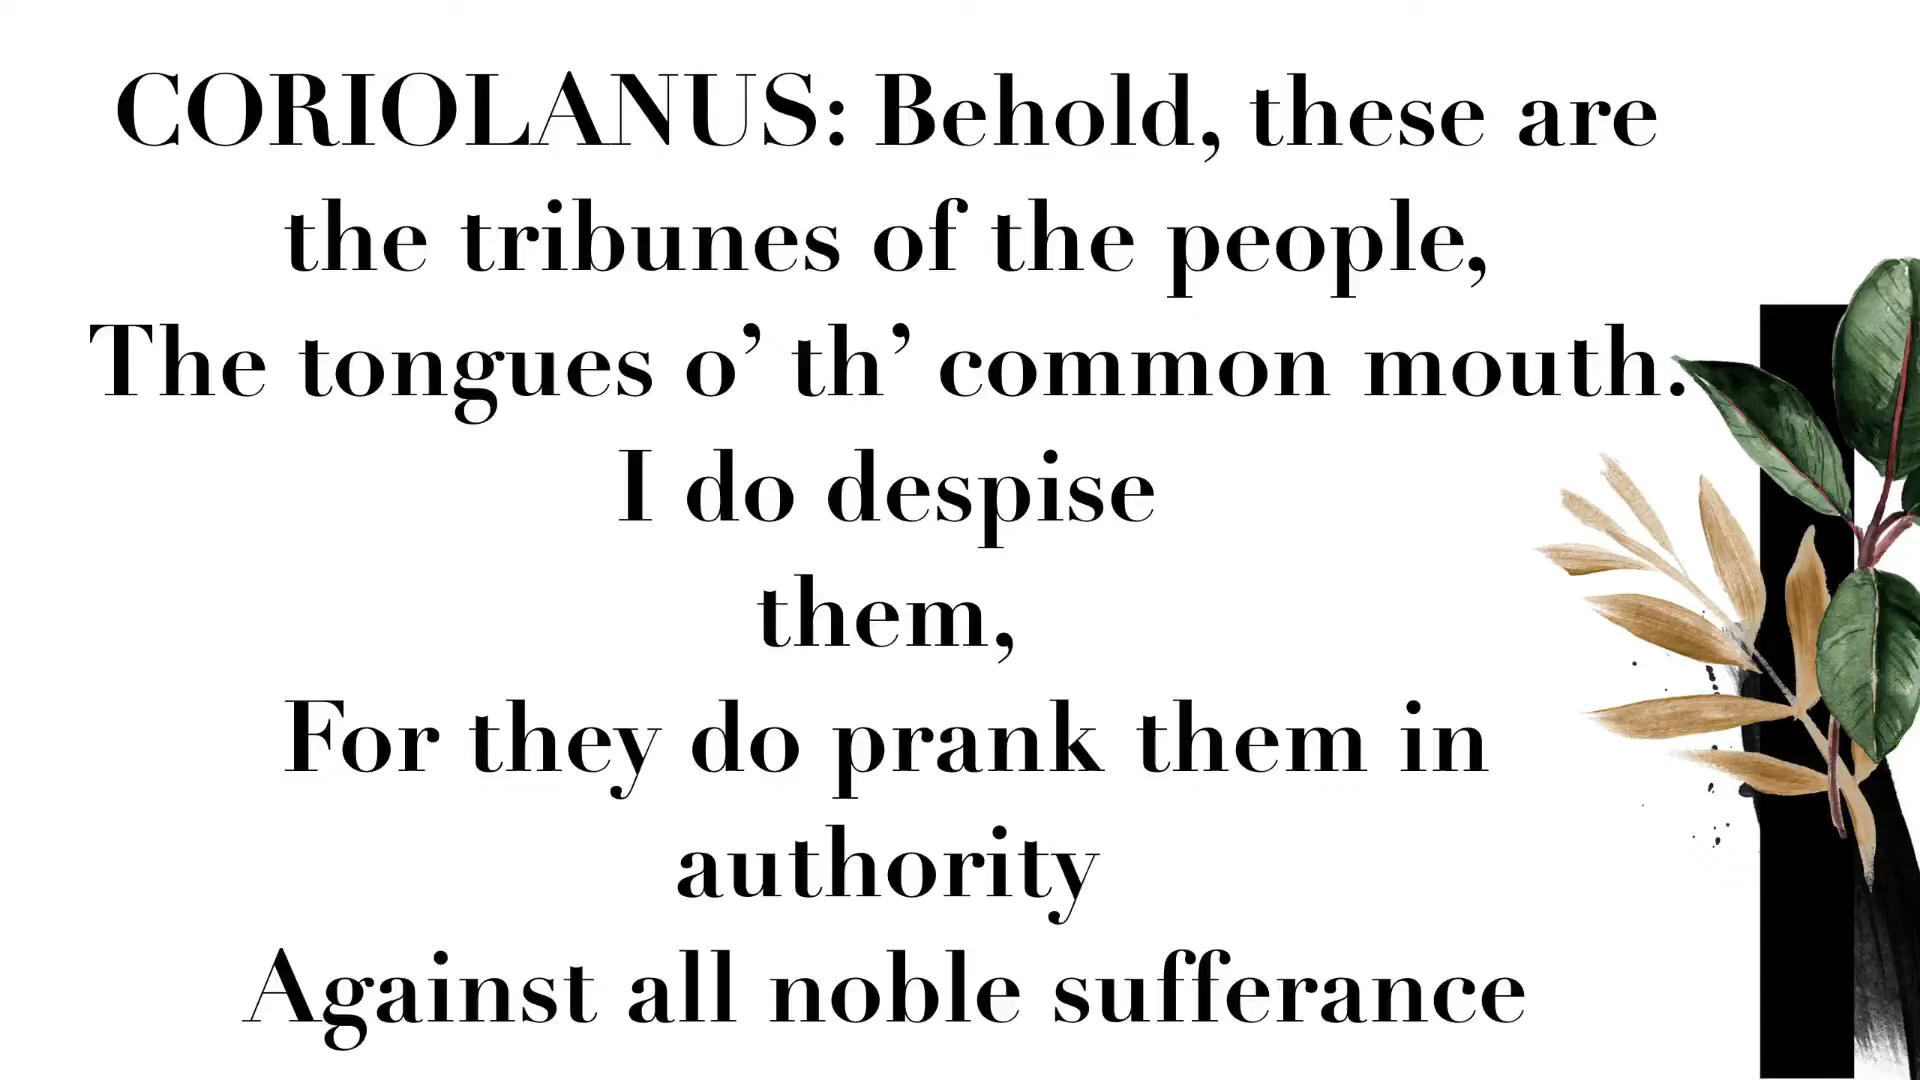 CORIOLANUS: Behold, these are
the tribunes of the people,
The tongues o’ th’ common mouth.
I do despise
them,
For they do prank them in
authority
Against all noble sufferance